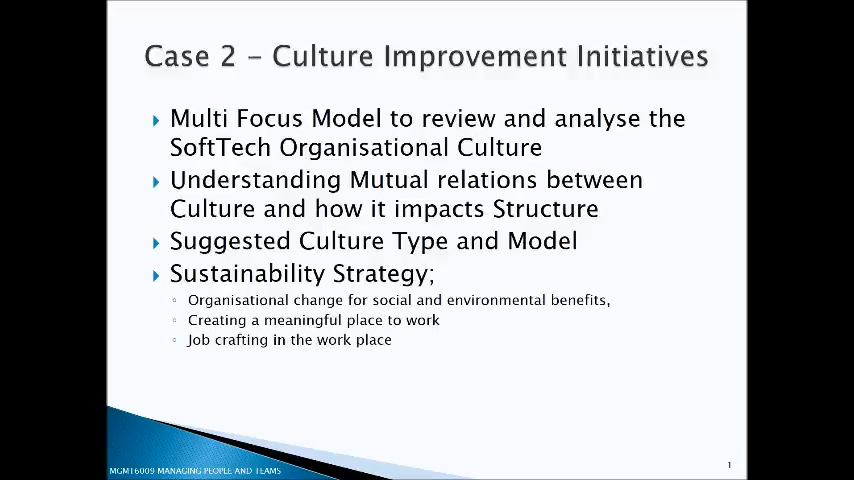 Case 2 - Culture Improvement Initiatives
Multi Focus Model to review and analyse the
SoftTech Organisational Culture
Understanding Mutual relations between
Culture and how it impacts Structure
Suggested Culture Type and Model
Sustainability Strategy;
Organisational change for social and environmental benefits,
Creating a meaningful place to work
Job crafting in the work place
MGMT6009 MANAGING PEOPLE AND TEAMS
1